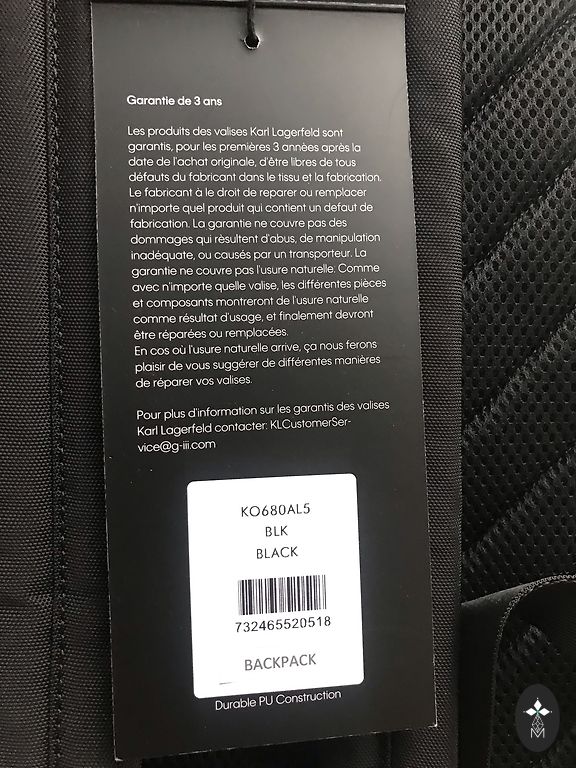 Garantie de 3 ans
Les produits des valises Karl Lagerfeld sont
garantis, pour les premières 3 annèes après la
date de l'achat originale, d'être libres de tous
défauts du fabricant dans le tissu et la fabrication.
Le fabricant à le droit de reparer ou remplacer
n'importe quel produit qui contient un defaut de
fabrication. La garantie ne couvre pas des
dommages qui rèsultent d'abus, de manipulation
inadéquate, ou causés par un transporteur. La
garantie ne couvre pas l'usure naturelle. Comme
avec n'importe quelle valise, les différentes pièces
et composants montreront de l'usure naturelle
comme résultat d'usage, et finalement devront
être réparées ou remplacées.
En cos où l'usure naturelle arrive, ça nous ferons
plaisir de vous suggérer de différentes manières
de réparer vos valises.
Pour plus d'information sur les garantis des valises
Karl Lagerfeld contacter: KLCustomerSer-
vice@g-iii.com
KO680AL5
BLK
BLACK
732465520518
BACKPACK
Durable PU Construction
M